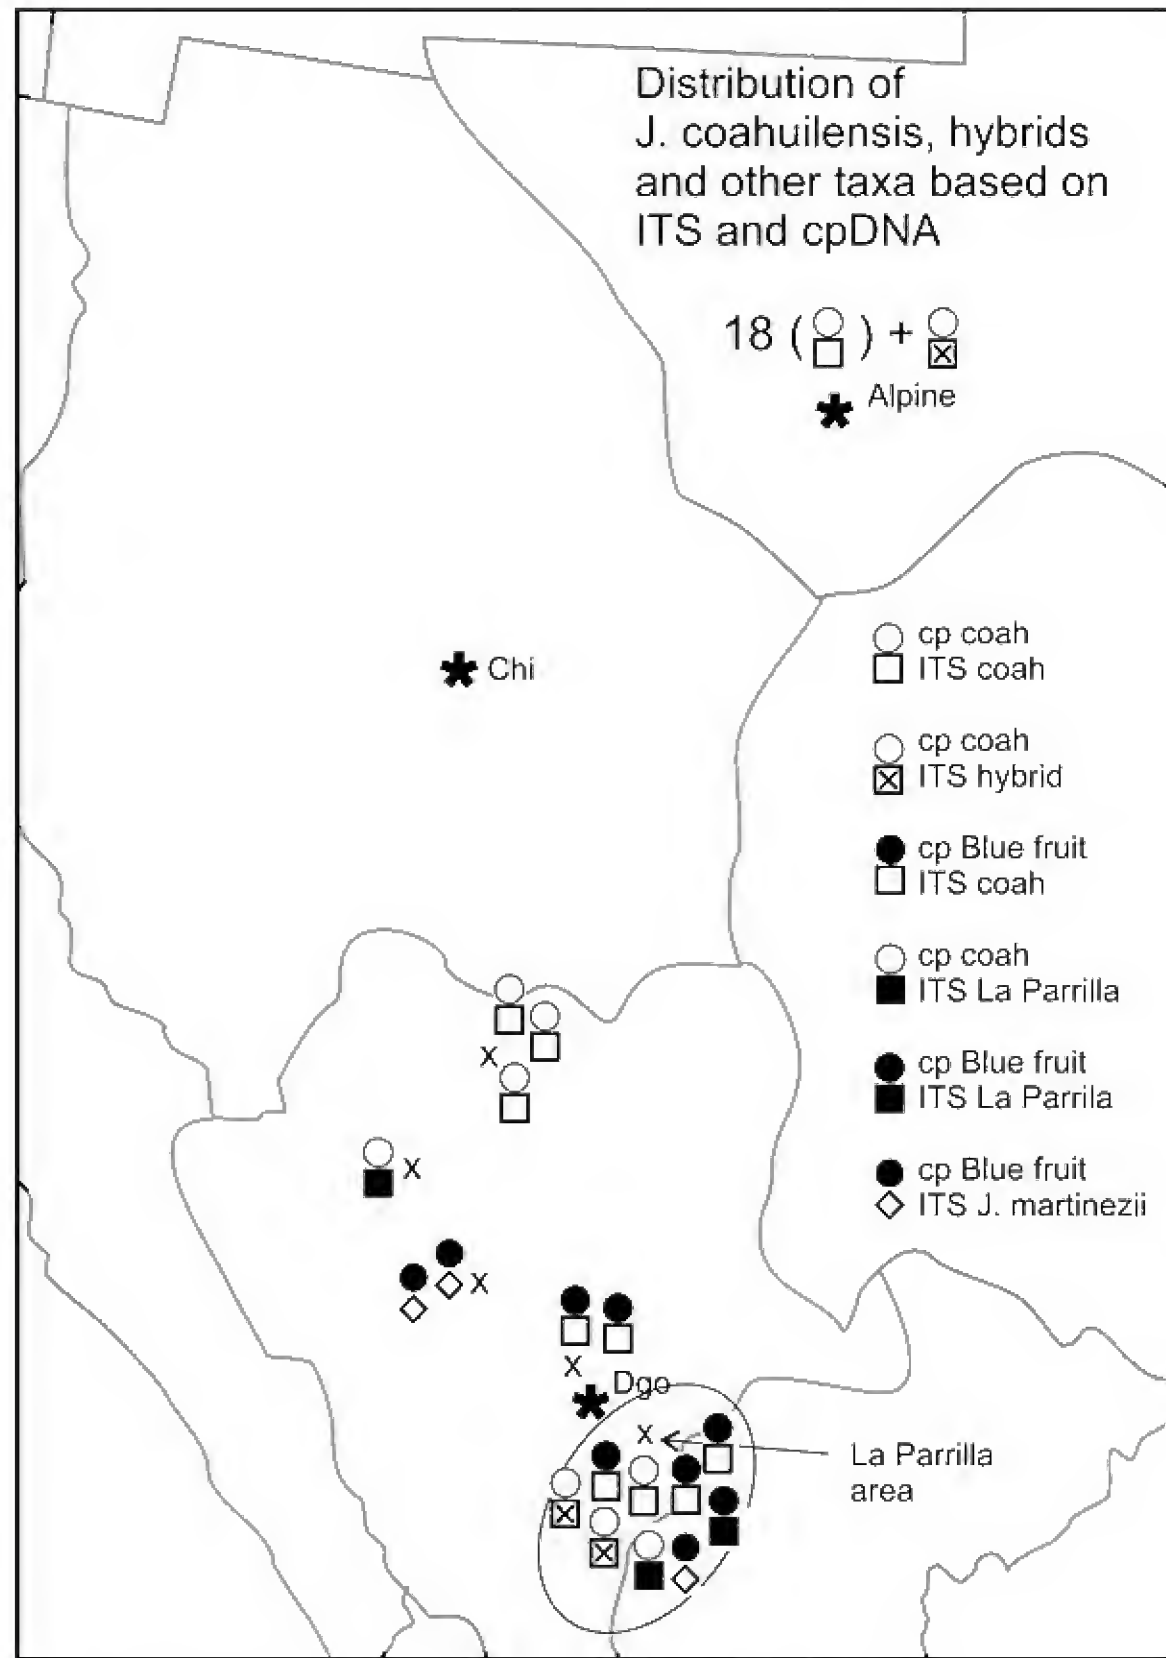 Distribution of
J. coahuilensis, hybrids
and other taxa based on
ITS and cpDNA
18 ( ) +
Alpine
Chi
cp coah
ITS coah
cp coah
ITS hybrid
cp Blue fruit
ITS coah
cp coah
ITS La Parrilla
cp Blue fruit
ITS La Parrila
cp Blue fruit
ITS J. martinezii
x
x
x
x
Dgo
x
La Parrilla
area